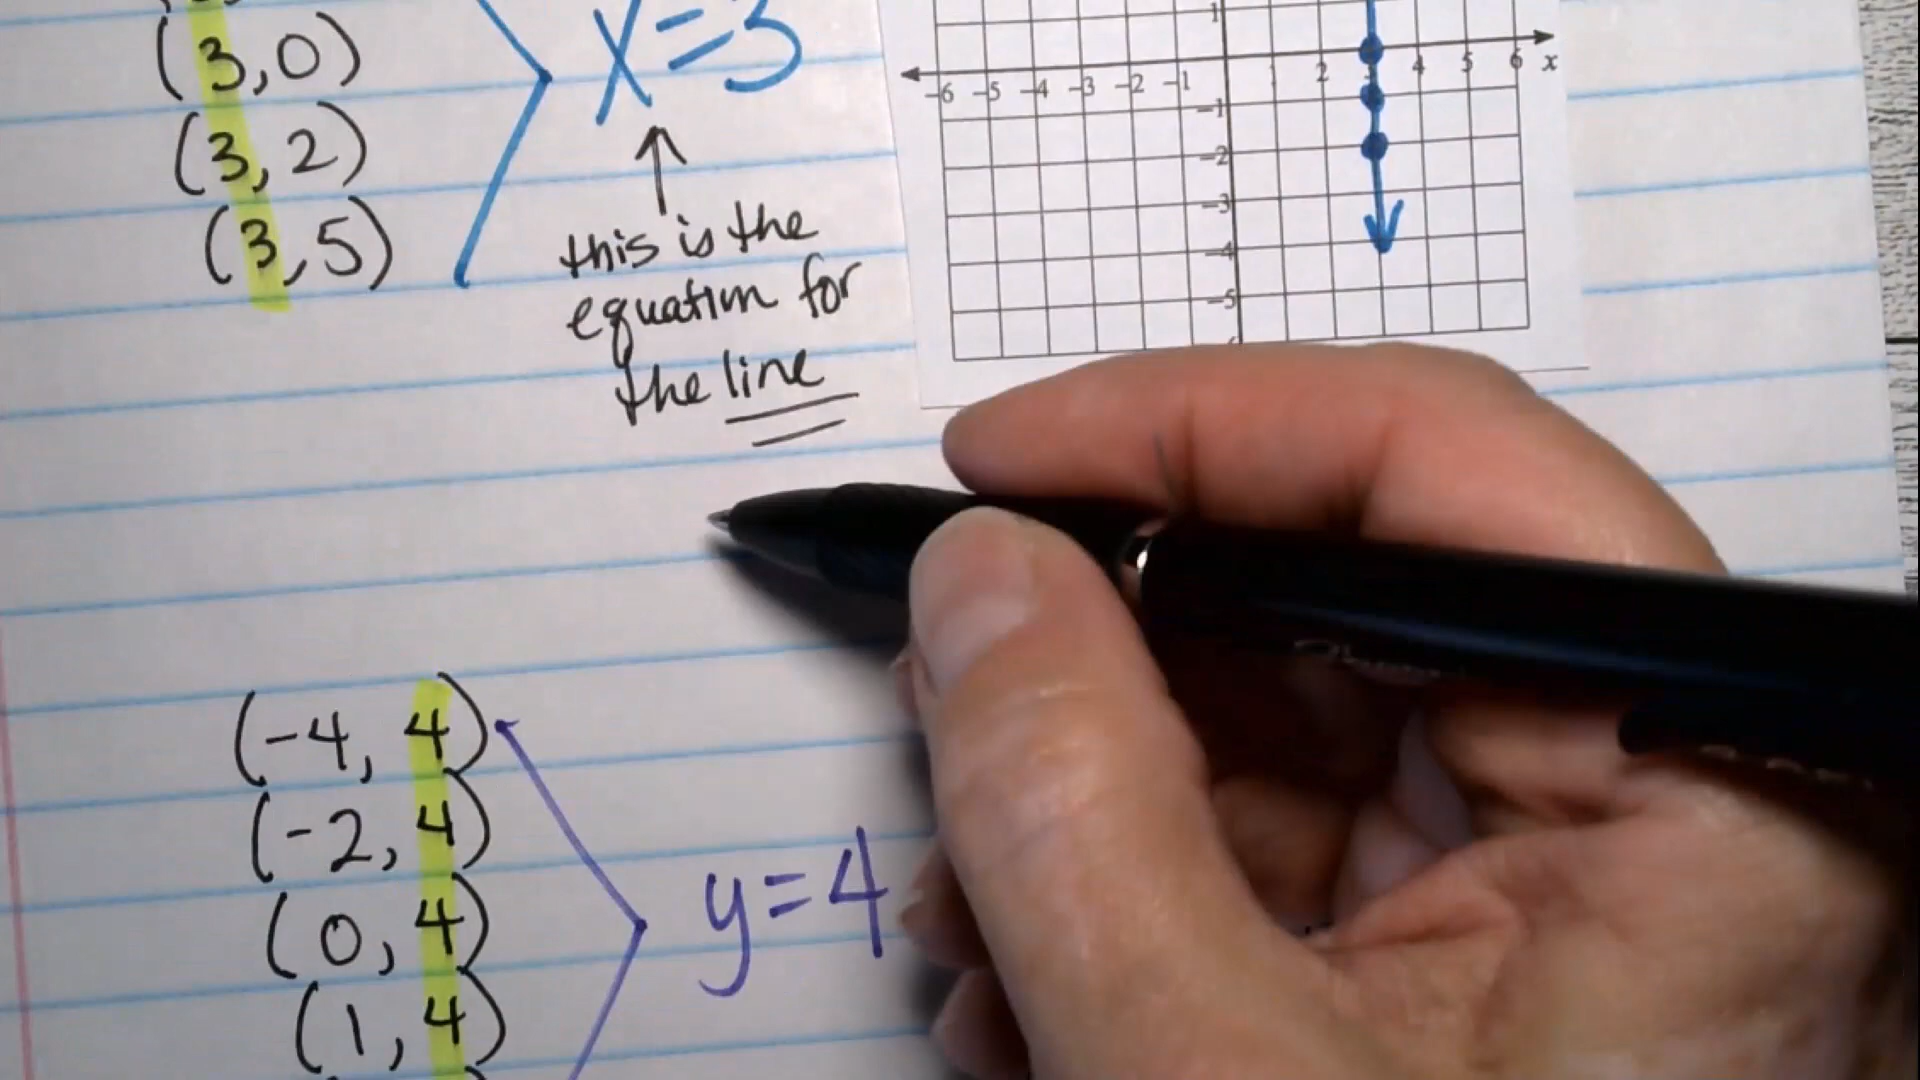 (3,0)
(3,2)
(3,5)
x=3
this is the
equation for
the line
1
-6 -5 -4 -3 -2 -1 1 2 3 4 5 6 x
-1
-2
-3
-4
-5
(-4, 4)
(-2, 4)
(0, 4)
(1, 4)
y=4